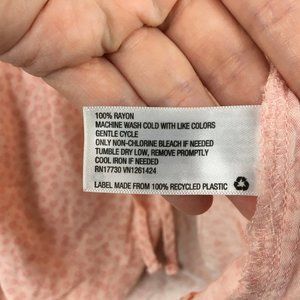 100% RAYON
MACHINE WASH COLD WITH LIKE COLORS
GENTLE CYCLE
ONLY NON-CHLORINE BLEACH IF NEEDED
TUMBLE DRY LOW, REMOVE PROMPTLY
COOL IRON IF NEEDED
RN17730 VN1261424
LABEL MADE FROM 100% RECYCLED PLASTIC